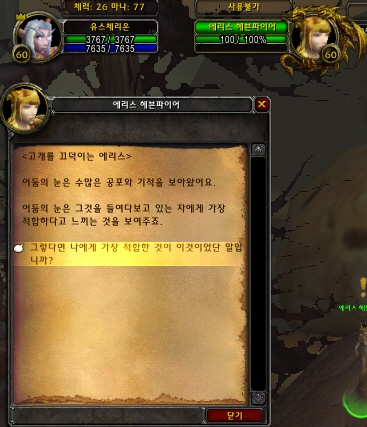 체력: 26 마나: 77
사용불가
유스체리온
3767 / 3767
7635 / 7635
60
에리스 헤븐파이어
100 / 100%
60
에리스 헤븐파이어
<고개를 끄덕이는 에리스>
어둠의 눈은 수많은 공포와 기적을 보아왔어요.
어둠의 눈은 그것을 들여다보고 있는 자에게 가장
적합하다고 느끼는 것을 보여주죠.
그렇다면 나에게 가장 적합한 것이 이것이었단 말입
니까?
에리스 헤븐
닫기